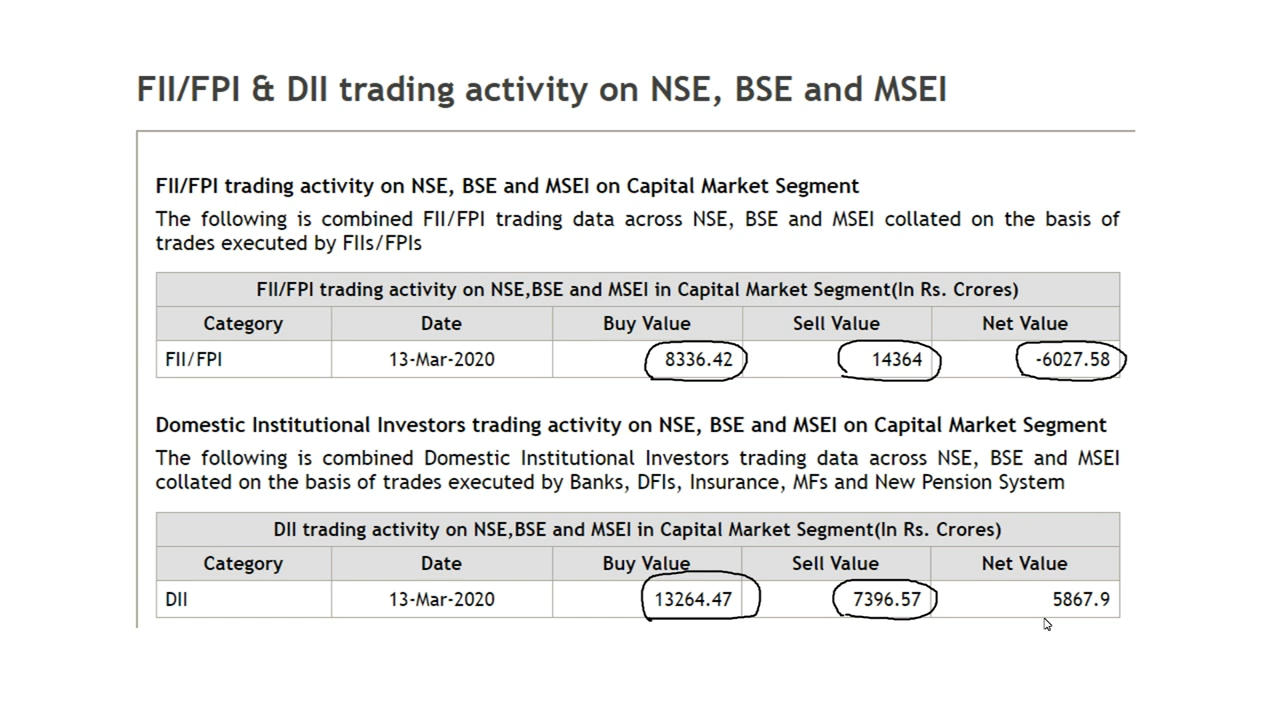 FII/FPI & DII trading activity on NSE, BSE and MSEI
FII/FPI trading activity on NSE, BSE and MSEI on Capital Market Segment
The following is combined FII/FPI trading data across NSE, BSE and MSEI collated on the basis of
trades executed by FIIs/FPIs
FII/FPI trading activity on NSE,BSE and MSEI in Capital Market Segment(In Rs. Crores)
Category Date Buy Value Sell Value Net Value
FII/FPI 13-Mar-2020 8336.42 14364 -6027.58
Domestic Institutional Investors trading activity on NSE, BSE and MSEI on Capital Market Segment
The following is combined Domestic Institutional Investors trading data across NSE, BSE and MSEI
collated on the basis of trades executed by Banks, DFIs, Insurance, MFs and New Pension System
DII trading activity on NSE,BSE and MSEI in Capital Market Segment(In Rs. Crores)
Category Date Buy Value Sell Value Net Value
DII 13-Mar-2020 13264.47 7396.57 5867.9